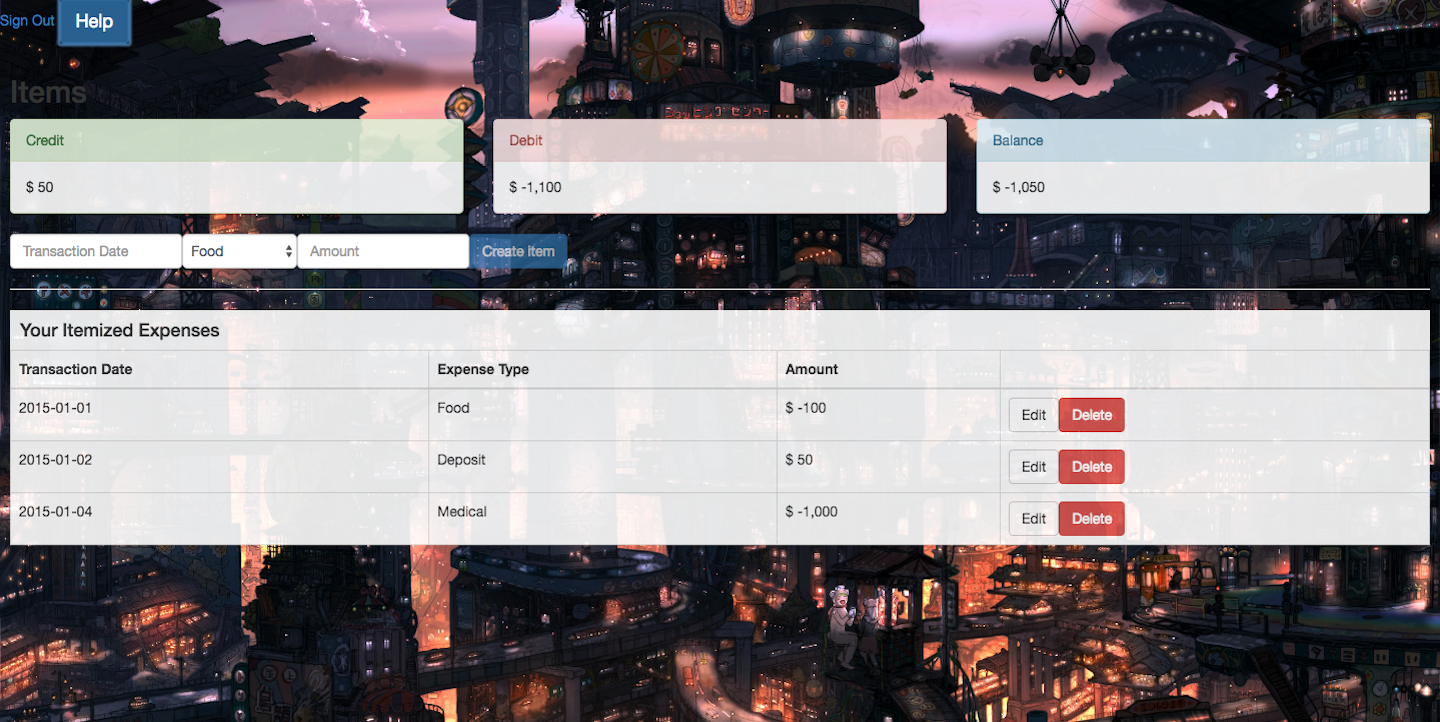 Sign Out Help
Items
Credit Debit Balance
$ 50 $ -1,100 $ -1,050
Transaction Date Food Amount Create item
Your Itemized Expenses
Transaction Date Expense Type Amount
2015-01-01 Food $ -100 Edit Delete
2015-01-02 Deposit $ 50 Edit Delete
2015-01-04 Medical $ -1,000 Edit Delete